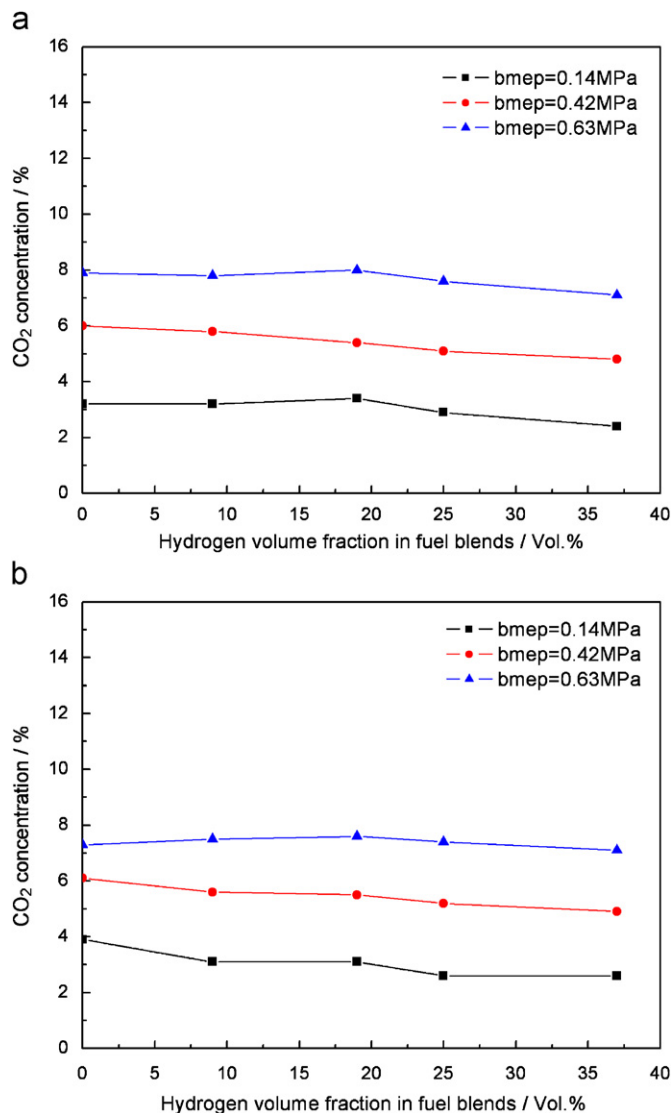 a
16
14
12
10
8
6
4
2
0
CO₂ concentration / %
bmep=0.14MPa
bmep=0.42MPa
bmep=0.63MPa
0 5 10 15 20 25 30 35 40
Hydrogen volume fraction in fuel blends / Vol.%
b
16
14
12
10
8
6
4
2
0
CO₂ concentration / %
bmep=0.14MPa
bmep=0.42MPa
bmep=0.63MPa
0 5 10 15 20 25 30 35 40
Hydrogen volume fraction in fuel blends / Vol.%